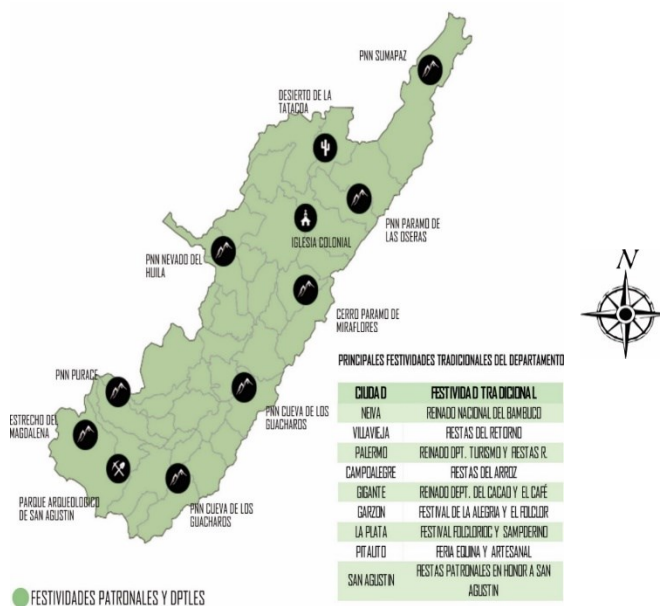 PNN SUMAPAZ
DESIERTO DE LA
TATACOA
PNN PARAMO
DE LAS OSERAS
IGLESIA COLONIAL
PNN NEVADO DEL
HUILA
CERRO PARAMO DE
MIRAFLORES
PNN PURACE
PNN CUEVA DE LOS
GUACHAROS
ESTRECHO DEL
MAGDALENA
PARQUE ARQUEOLOGICO
DE SAN AGUSTIN
PNN CUEVA DE LOS
GUACHAROS
N
PRINCIPALES FESTIVIDADES TRADICIONALES DEL DEPARTAMENTO
CIUDAD FESTIVIDAD TRADICIONAL
NEIVA REINADO NACIONAL DEL BAMBUCO
VILLAVIEJA FIESTAS DEL RETORNO
PALERMO REINADO DPT. TURISMO Y FIESTAS R.
CAMPOALEGRE FIESTAS DEL ARROZ
GIGANTE REINADO DEPT. DEL CACAO Y EL CAFÉ
GARZON FESTIVAL DE LA ALEGRIA Y EL FOLCLOR
LA PLATA FESTIVAL FOLCLORIOC Y SAMPDERINO
PITALITO FERIA EQUINA Y ARTESANAL
SAN AGUSTIN FIESTAS PATRONALES EN HONOR A SAN
AGUSTIN
FESTIVIDADES PATRONALES Y DPTLES